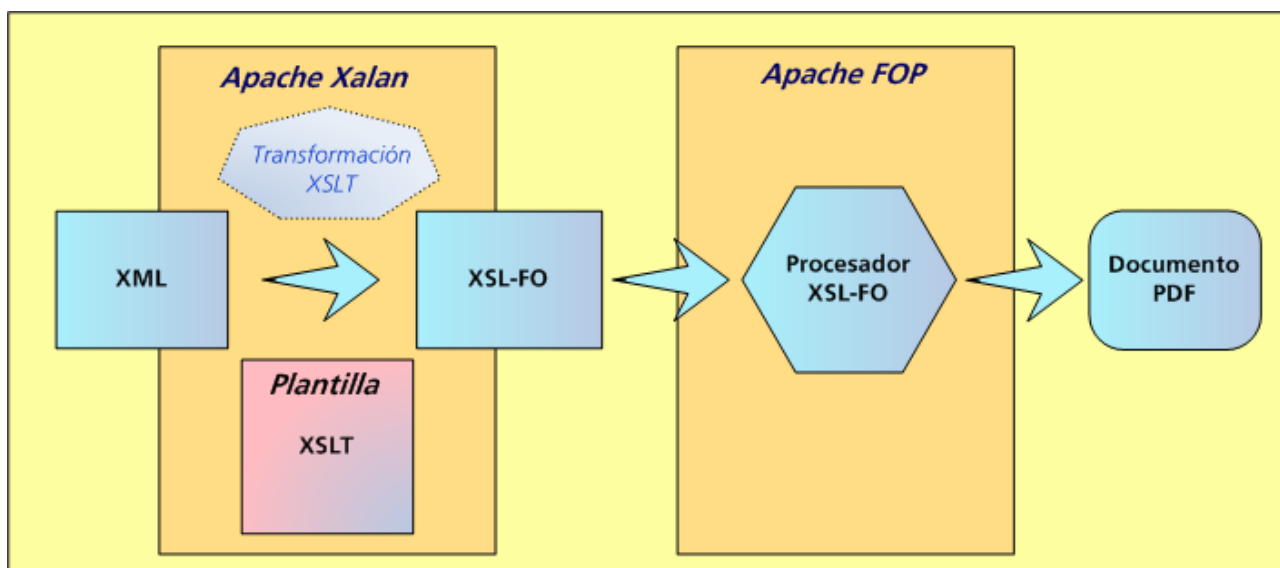 Apache Xalan
Transformación
XSLT
XML
XSL-FO
Plantilla
XSLT
Apache FOP
Procesador
XSL-FO
Documento
PDF